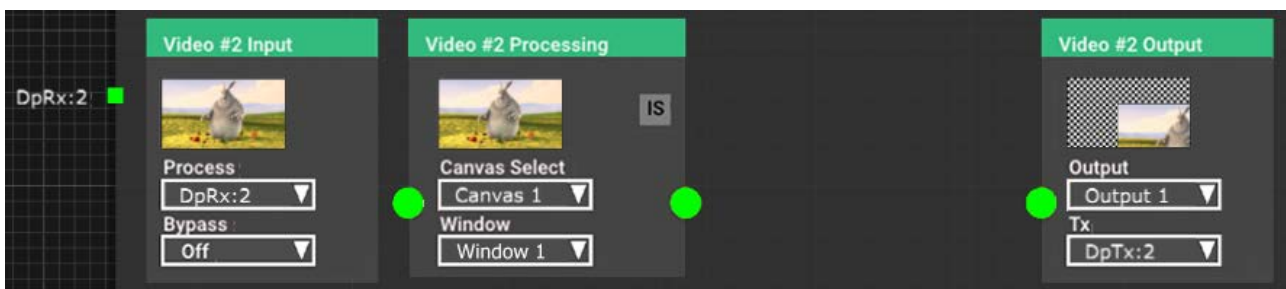 DpRx:2
Video #2 Input
Process
DpRx:2
Bypass
Off
Video #2 Processing
IS
Canvas Select
Canvas 1
Window
Window 1
Video #2 Output
Output
Output 1
Tx
DpTx:2